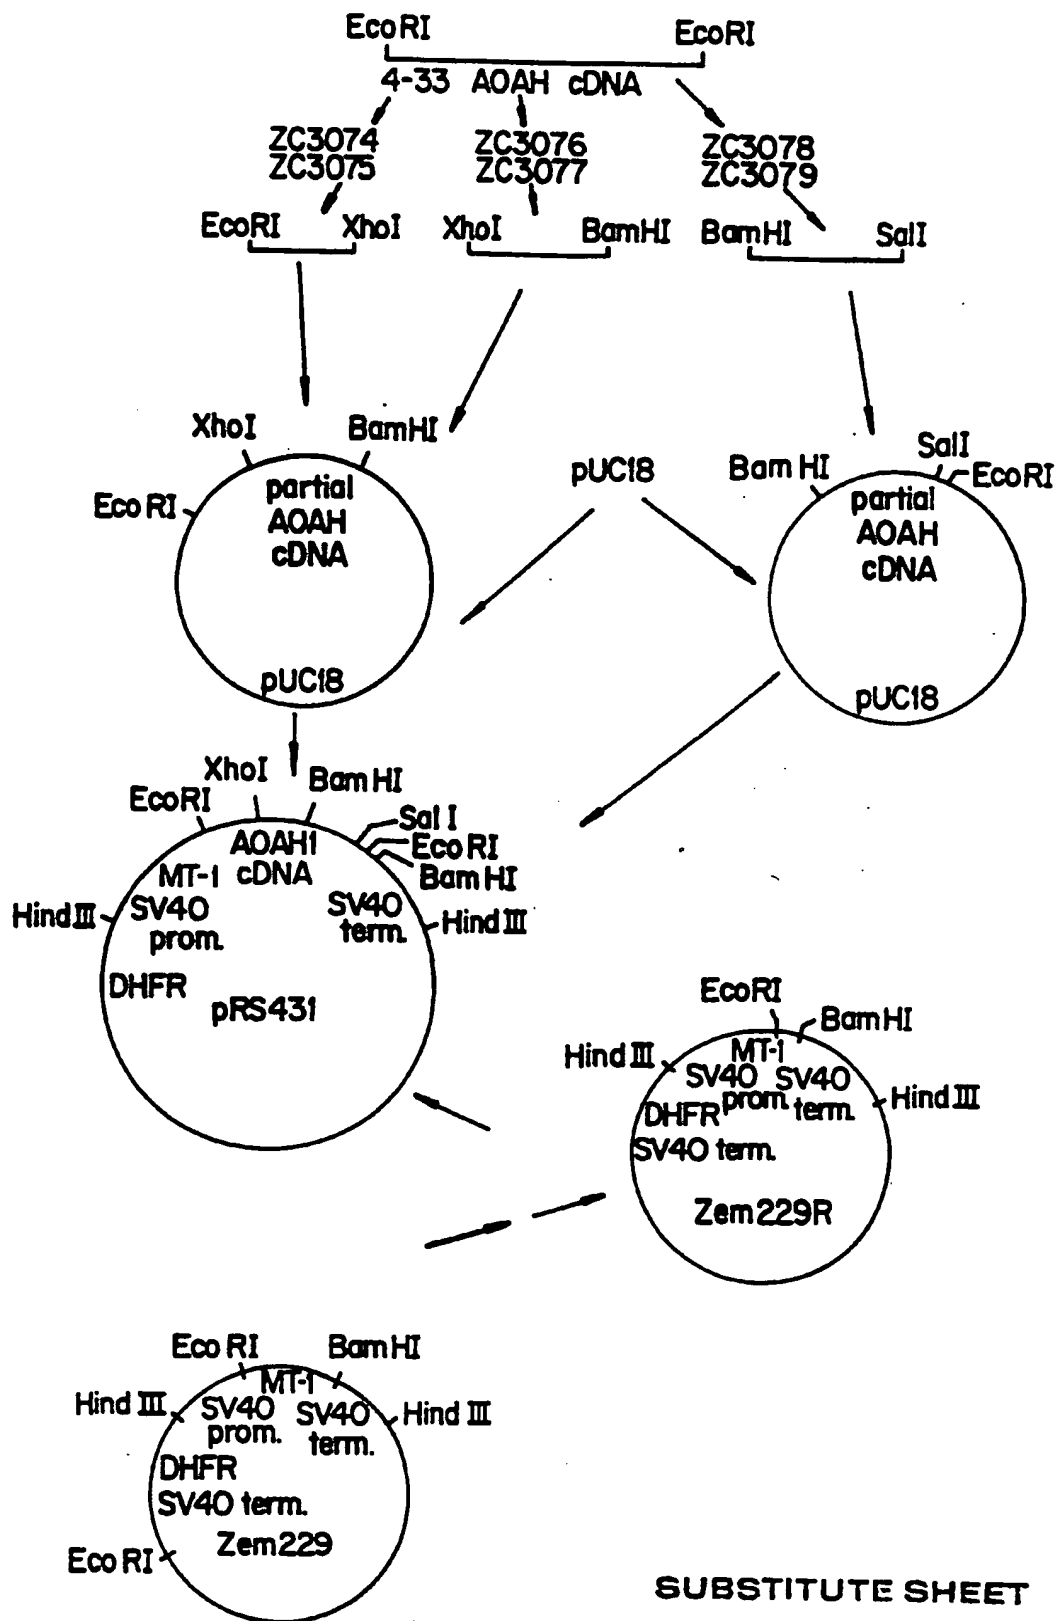 EcoRI EcoRI
4-33 AOAH cDNA
ZC3074 ZC3076 ZC3078
ZC3075 ZC3077 ZC3079
EcoRI XhoI XhoI BamHI BamHI SalI
XhoI BamHI
EcoRI
partial
AOAH
cDNA
pUC18
pUC18
BamHI SalI
EcoRI
partial
AOAH
cDNA
pUC18
XhoI BamHI
EcoRI
SalI
EcoRI
BamHI
AOAH1
MT-1 cDNA
HindIII SV40 SV40 HindIII
prom. term.
DHFR
pRS431
EcoRI
BamHI
HindIII MT-1
SV40 SV40
prom. term. HindIII
DHFR
SV40 term.
Zem229R
EcoRI BamHI
MT-1
Hind III SV40 SV40 Hind III
prom. term.
DHFR
SV40 term.
Zem229
EcoRI
SUBSTITUTE SHEET